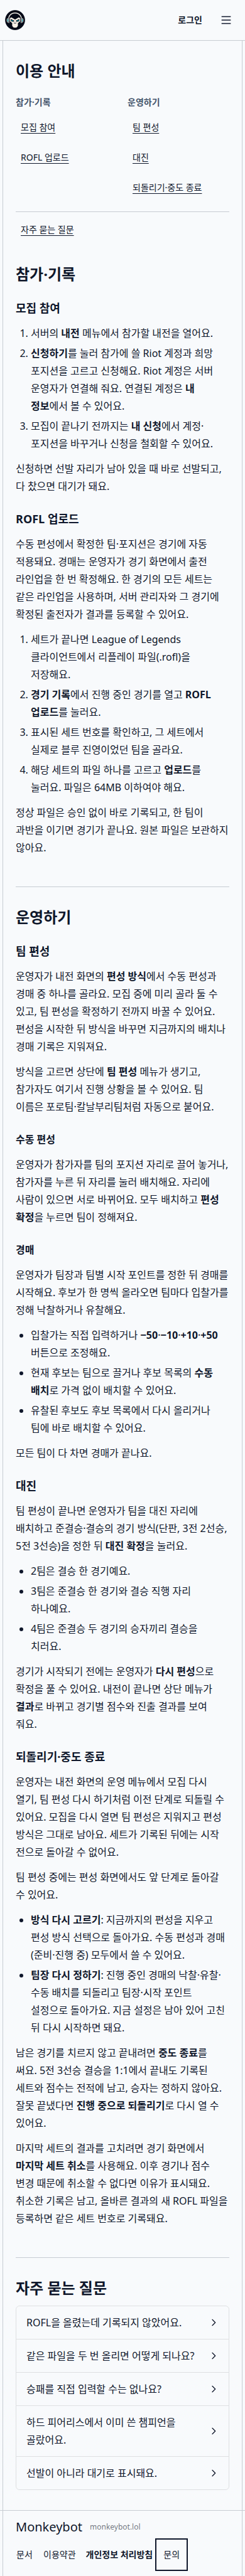 로그인
이용 안내
참가·기록
운영하기
모집 참여
팀 편성
ROFL 업로드
대진
되돌리기·중도 종료
자주 묻는 질문
참가·기록
모집 참여
1. 서버의 내전 메뉴에서 참가할 내전을 열어요.
2. 신청하기를 눌러 참가에 쓸 Riot 계정과 희망
포지션을 고르고 신청해요. Riot 계정은 서버
운영자가 연결해 줘요. 연결된 계정은 내
정보에서 볼 수 있어요.
3. 모집이 끝나기 전까지는 내 신청에서 계정·
포지션을 바꾸거나 신청을 철회할 수 있어요.
신청하면 선발 자리가 남아 있을 때 바로 선발되고,
다 찼으면 대기가 돼요.
ROFL 업로드
수동 편성에서 확정한 팀·포지션은 경기에 자동
적용돼요. 경매는 운영자가 경기 화면에서 출전
라인업을 한 번 확정해요. 한 경기의 모든 세트는
같은 라인업을 사용하며, 서버 관리자와 그 경기에
확정된 출전자가 결과를 등록할 수 있어요.
1. 세트가 끝나면 League of Legends
클라이언트에서 리플레이 파일(.rofl)을
저장해요.
2. 경기 기록에서 진행 중인 경기를 열고 ROFL
업로드를 눌러요.
3. 표시된 세트 번호를 확인하고, 그 세트에서
실제로 블루 진영이었던 팀을 골라요.
4. 해당 세트의 파일 하나를 고르고 업로드를
눌러요. 파일은 64MB 이하여야 해요.
정상 파일은 승인 없이 바로 기록되고, 한 팀이
과반을 이기면 경기가 끝나요. 원본 파일은 보관하지
않아요.
운영하기
팀 편성
운영자가 내전 화면의 편성 방식에서 수동 편성과
경매 중 하나를 골라요. 모집 중에 미리 골라 둘 수
있고, 팀 편성을 확정하기 전까지 바꿀 수 있어요.
편성을 시작한 뒤 방식을 바꾸면 지금까지의 배치나
경매 기록은 지워져요.
방식을 고르면 상단에 팀 편성 메뉴가 생기고,
참가자도 여기서 진행 상황을 볼 수 있어요. 팀
이름은 포로팀·칼날부리팀처럼 자동으로 붙어요.
수동 편성
운영자가 참가자를 팀의 포지션 자리로 끌어 놓거나,
참가자를 누른 뒤 자리를 눌러 배치해요. 자리에
사람이 있으면 서로 바뀌어요. 모두 배치하고 편성
확정을 누르면 팀이 정해져요.
경매
운영자가 팀장과 팀별 시작 포인트를 정한 뒤 경매를
시작해요. 후보가 한 명씩 올라오면 팀마다 입찰가를
정해 낙찰하거나 유찰해요.
• 입찰가는 직접 입력하거나 −50·−10·+10·+50
버튼으로 조정해요.
• 현재 후보는 팀으로 끌거나 후보 목록의 수동
배치로 가격 없이 배치할 수 있어요.
• 유찰된 후보도 후보 목록에서 다시 올리거나
팀에 바로 배치할 수 있어요.
모든 팀이 다 차면 경매가 끝나요.
대진
팀 편성이 끝나면 운영자가 팀을 대진 자리에
배치하고 준결승·결승의 경기 방식(단판, 3전 2선승,
5전 3선승)을 정한 뒤 대진 확정을 눌러요.
• 2팀은 결승 한 경기예요.
• 3팀은 준결승 한 경기와 결승 직행 자리
하나예요.
• 4팀은 준결승 두 경기의 승자끼리 결승을
치러요.
경기가 시작되기 전에는 운영자가 다시 편성으로
확정을 풀 수 있어요. 내전이 끝나면 상단 메뉴가
결과로 바뀌고 경기별 점수와 진출 결과를 보여
줘요.
되돌리기·중도 종료
운영자는 내전 화면의 운영 메뉴에서 모집 다시
열기, 팀 편성 다시 하기처럼 이전 단계로 되돌릴 수
있어요. 모집을 다시 열면 팀 편성은 지워지고 편성
방식은 그대로 남아요. 세트가 기록된 뒤에는 시작
전으로 돌아갈 수 없어요.
팀 편성 중에는 편성 화면에서도 앞 단계로 돌아갈
수 있어요.
• 방식 다시 고르기: 지금까지의 편성을 지우고
편성 방식 선택으로 돌아가요. 수동 편성과 경매
(준비·진행 중) 모두에서 쓸 수 있어요.
• 팀장 다시 정하기: 진행 중인 경매의 낙찰·유찰·
수동 배치를 되돌리고 팀장·시작 포인트
설정으로 돌아가요. 지금 설정은 남아 있어 고친
뒤 다시 시작하면 돼요.
남은 경기를 치르지 않고 끝내려면 중도 종료를
써요. 5전 3선승 결승을 1:1에서 끝내도 기록된
세트와 점수는 전적에 남고, 승자는 정하지 않아요.
잘못 끝냈다면 진행 중으로 되돌리기로 다시 열 수
있어요.
마지막 세트의 결과를 고치려면 경기 화면에서
마지막 세트 취소를 사용해요. 이후 경기나 점수
변경 때문에 취소할 수 없다면 이유가 표시돼요.
취소한 기록은 남고, 올바른 결과의 새 ROFL 파일을
등록하면 같은 세트 번호로 기록돼요.
자주 묻는 질문
ROFL을 올렸는데 기록되지 않았어요.
같은 파일을 두 번 올리면 어떻게 되나요?
승패를 직접 입력할 수는 없나요?
하드 피어리스에서 이미 쓴 챔피언을
골랐어요.
선발이 아니라 대기로 표시돼요.
Monkeybot monkeybot.lol
문서 이용약관 개인정보 처리방침 문의